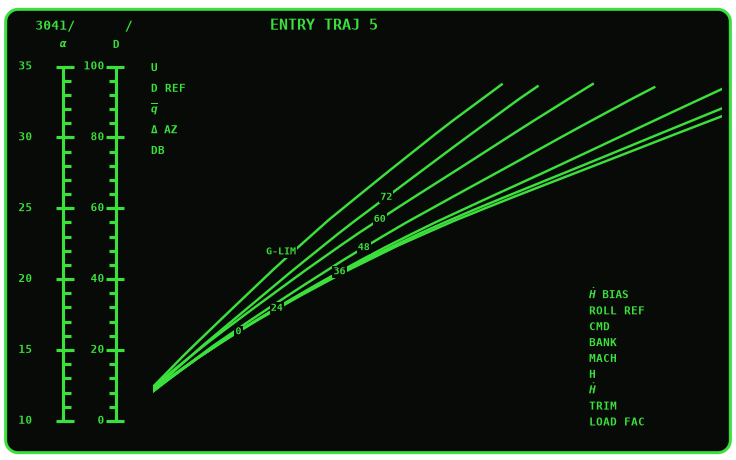 3041/ /
ENTRY TRAJ 5
α D
35 100
30 80
25 60
20 40
15 20
10 0
U
D REF
q̅
Δ AZ
DB
G-LIM
72
60
48
36
24
0
Ḣ BIAS
ROLL REF
CMD
BANK
MACH
H
Ḣ
TRIM
LOAD FAC